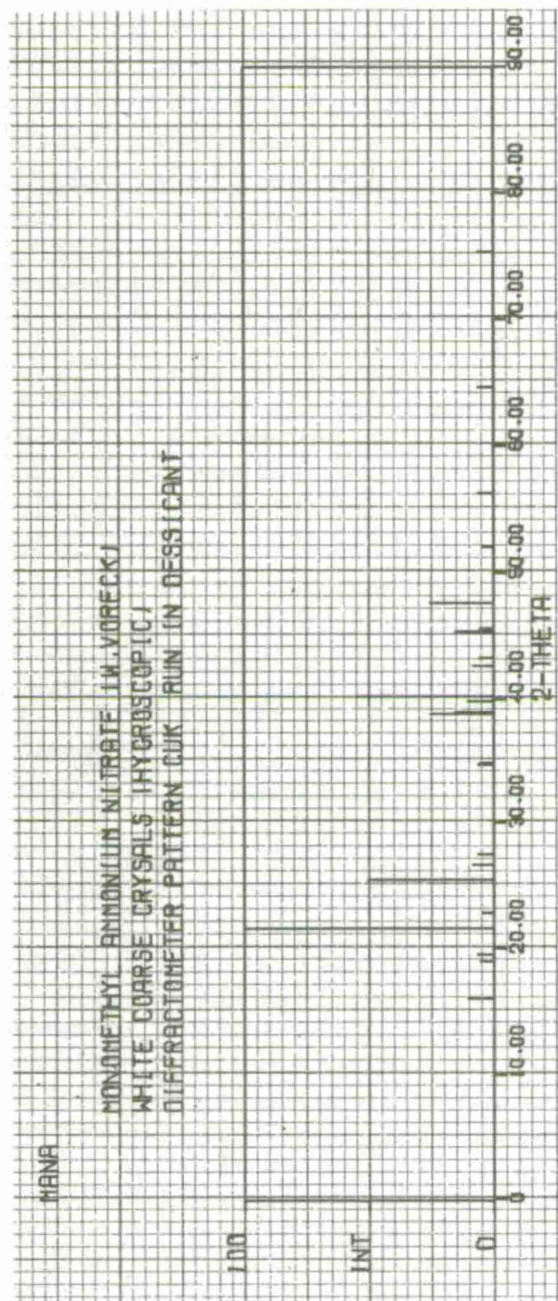 MANA
MONOMETHYL AMMONIUM NITRATE (W.VORECK)
WHITE COARSE CRYSALS (HYGROSCOPIC)
DIFFRACTOMETER PATTERN CUK RUN IN DESSICANT
100
INT
0
0
10.00
20.00
30.00
40.00
50.00
60.00
70.00
80.00
90.00
2-THETA